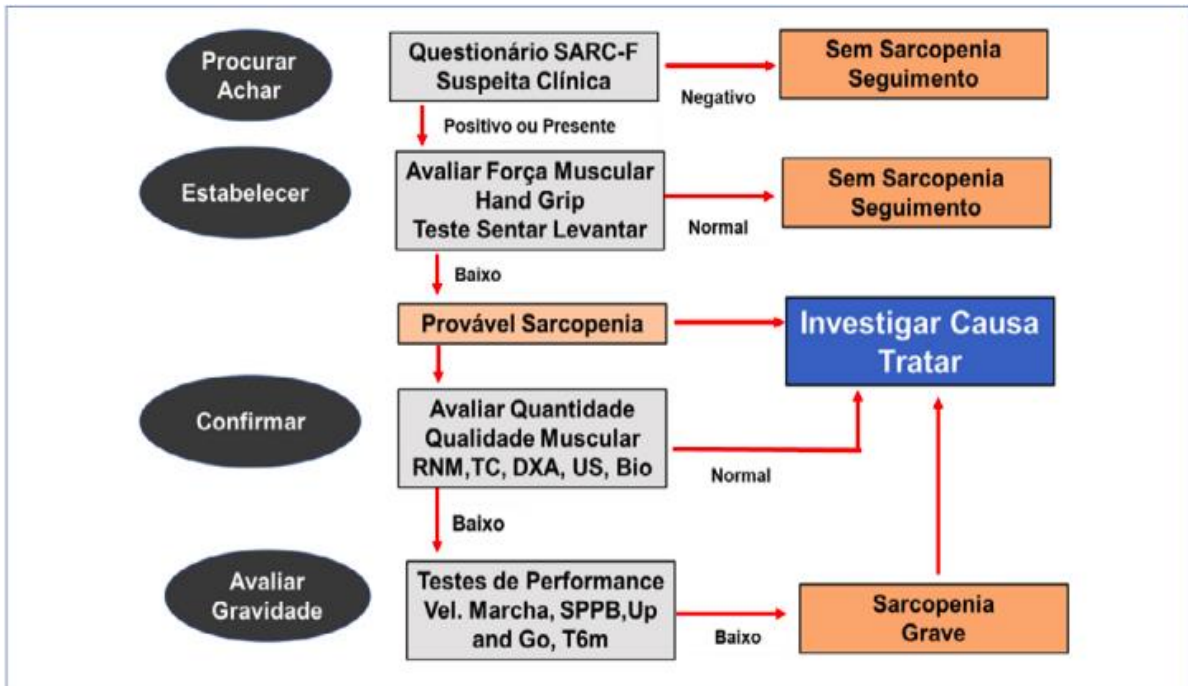 Procurar
Achar
Questionário SARC-F
Suspeita Clínica
Negativo
Sem Sarcopenia
Seguimento
Positivo ou Presente
Estabelecer
Avaliar Força Muscular
Hand Grip
Teste Sentar Levantar
Normal
Sem Sarcopenia
Seguimento
Baixo
Provável Sarcopenia
Investigar Causa
Tratar
Confirmar
Avaliar Quantidade
Qualidade Muscular
RNM,TC, DXA, US, Bio
Normal
Baixo
Avaliar
Gravidade
Testes de Performance
Vel. Marcha, SPPB,Up
and Go, T6m
Baixo
Sarcopenia
Grave